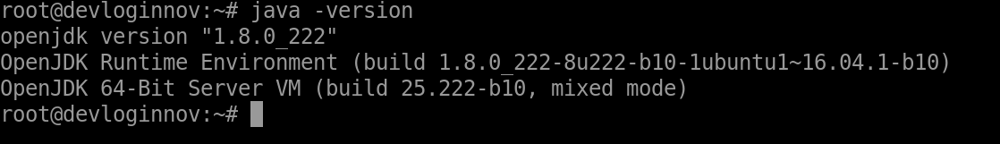 root@devloginnov:~# java -version
openjdk version "1.8.0_222"
OpenJDK Runtime Environment (build 1.8.0_222-8u222-b10-1ubuntu1~16.04.1-b10)
OpenJDK 64-Bit Server VM (build 25.222-b10, mixed mode)
root@devloginnov:~#